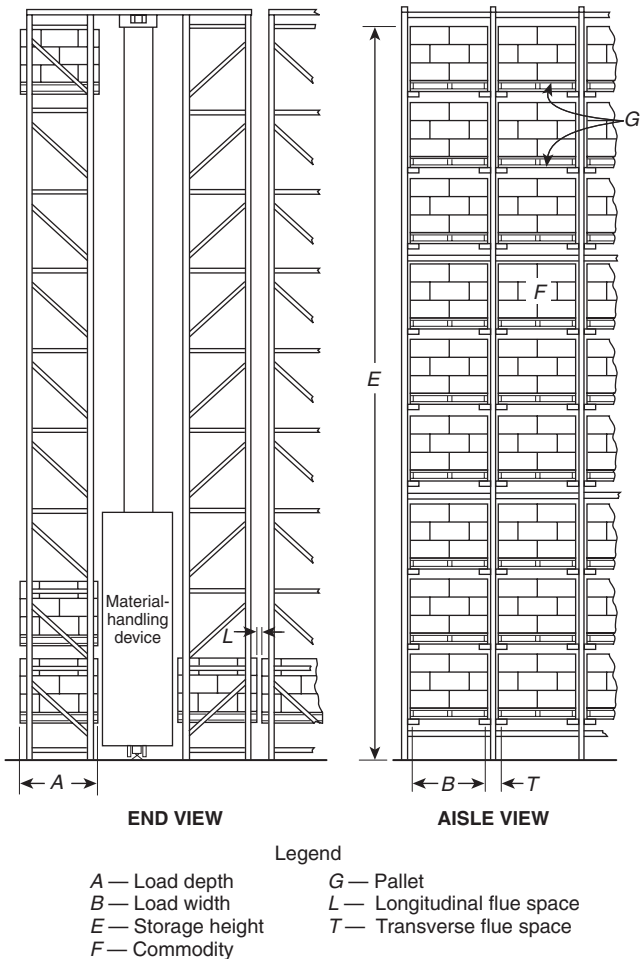 G
F
E
Material-
handling
device
L
A
B
T
END VIEW
AISLE VIEW
Legend
A — Load depth
B — Load width
E — Storage height
F — Commodity
G — Pallet
L — Longitudinal flue space
T — Transverse flue space